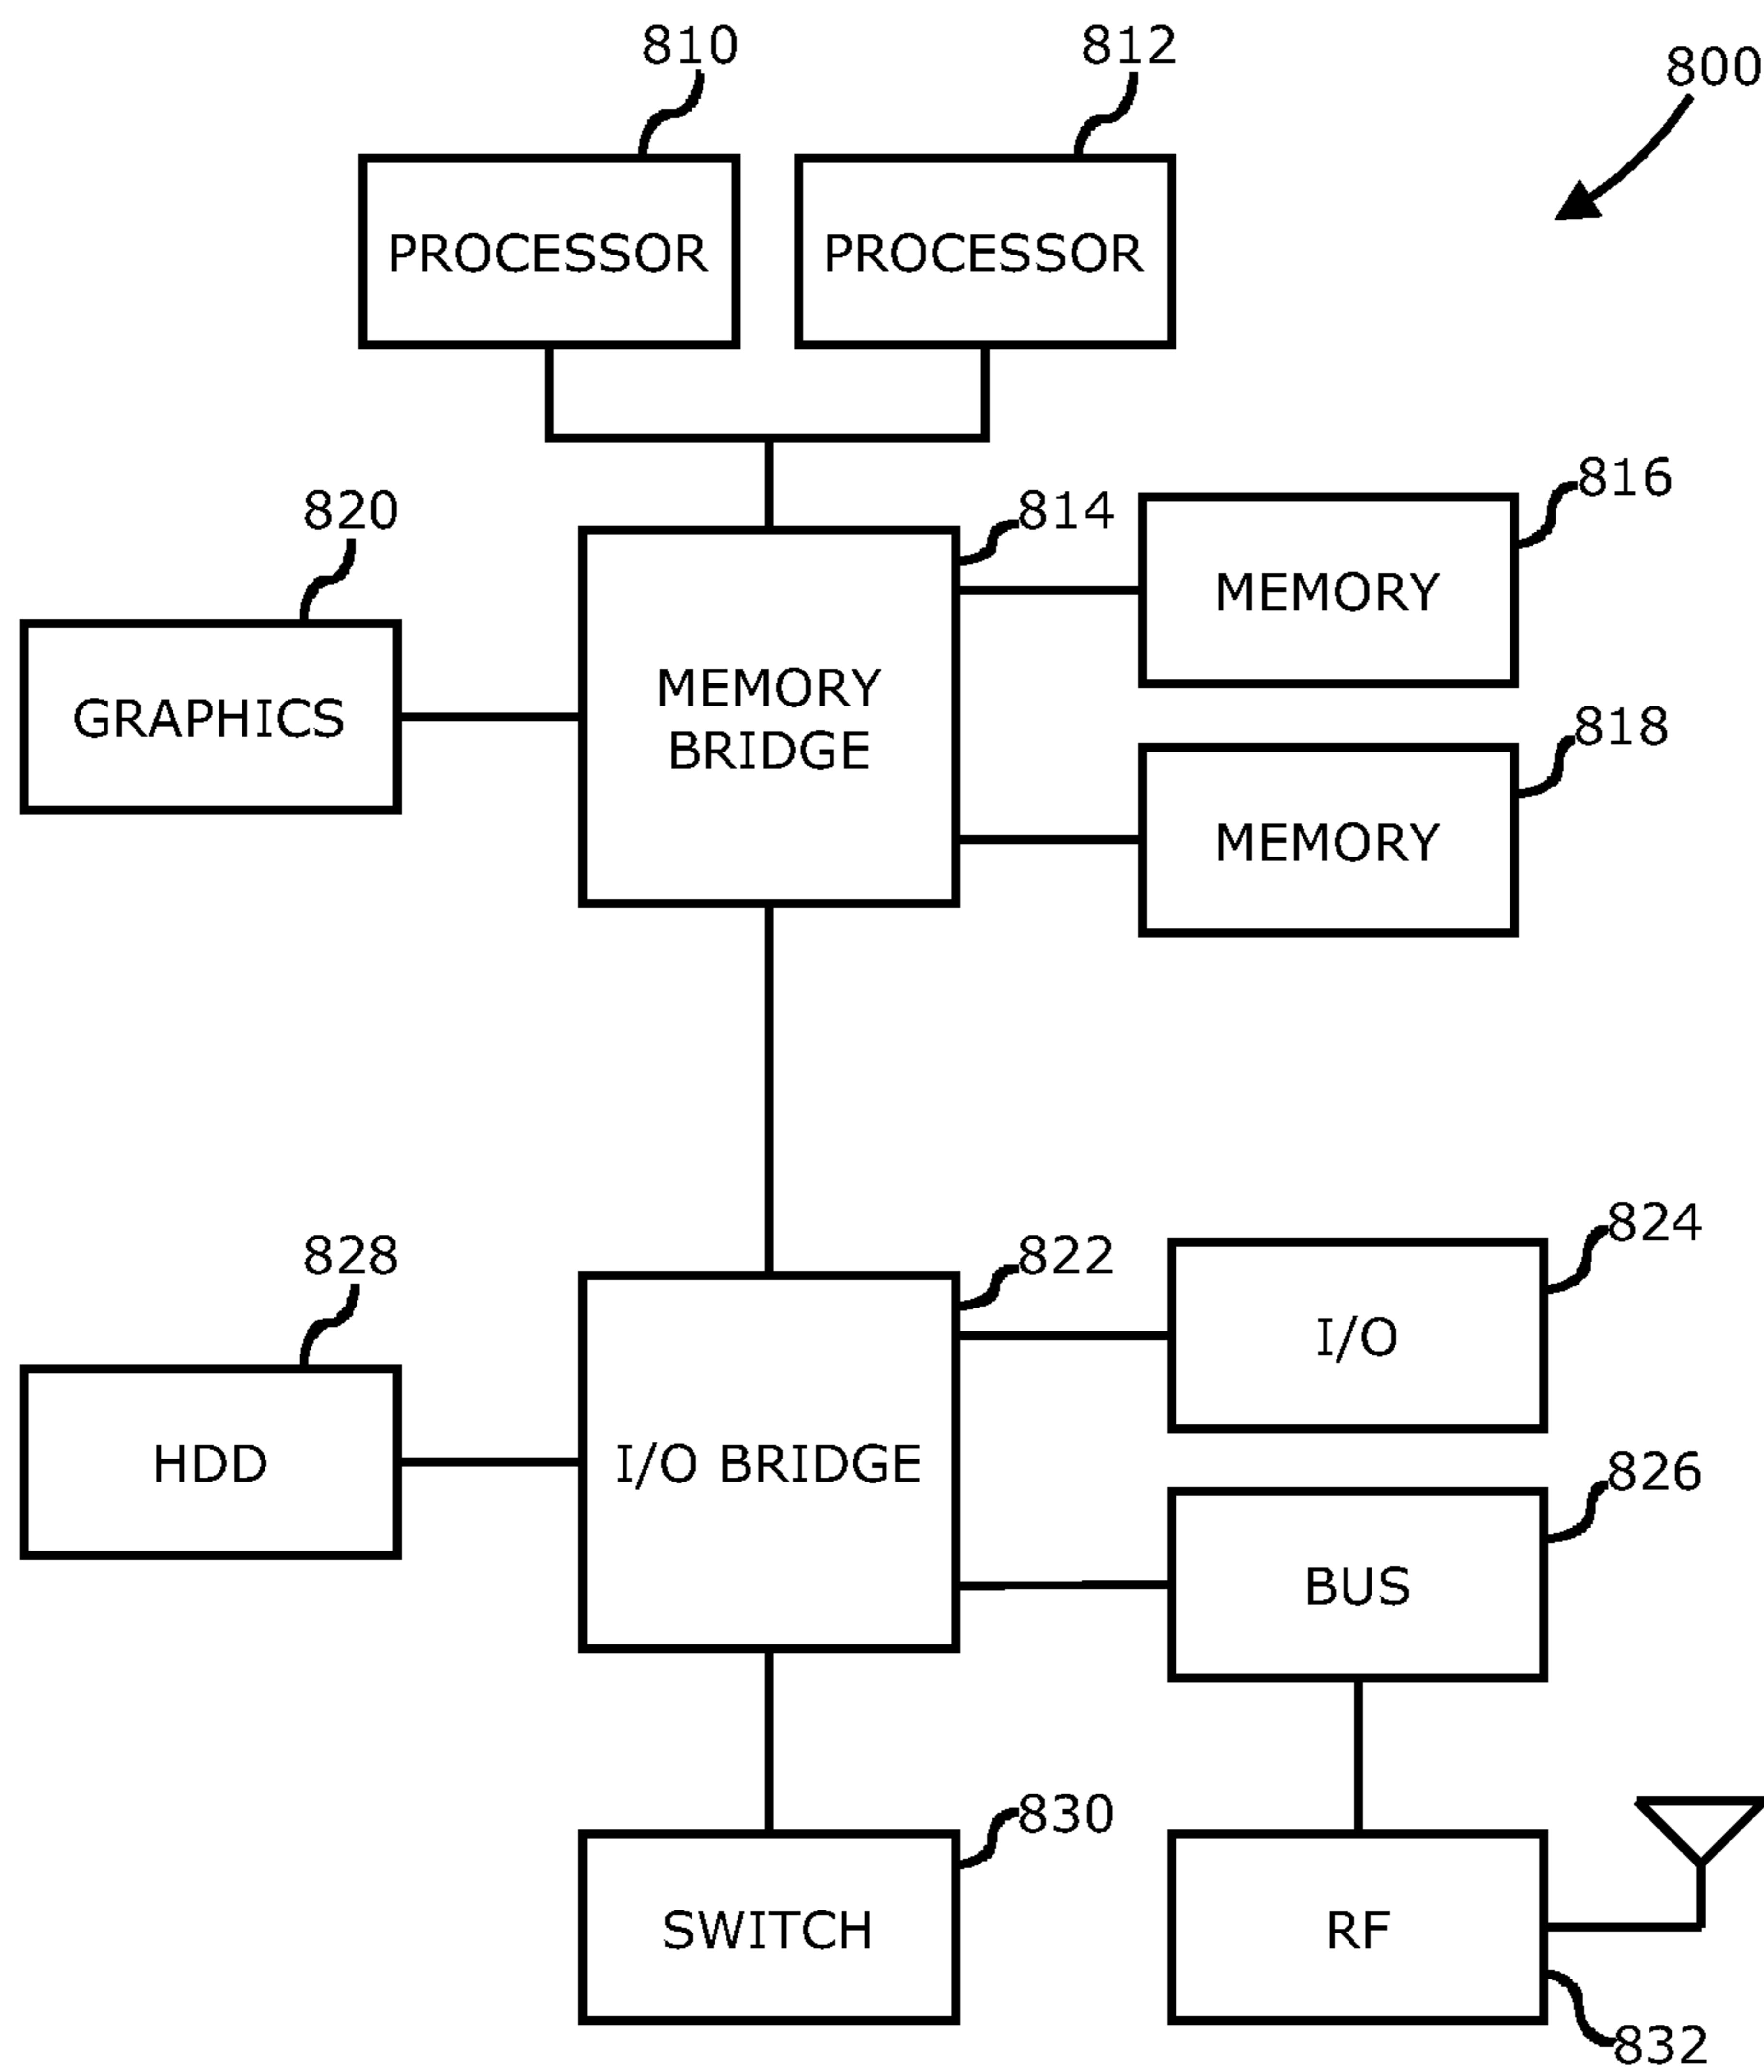 810
812
800
PROCESSOR
PROCESSOR
816
820
814
MEMORY
GRAPHICS
MEMORY
BRIDGE
818
MEMORY
824
828
822
I/O
HDD
I/O BRIDGE
826
BUS
830
SWITCH
RF
832